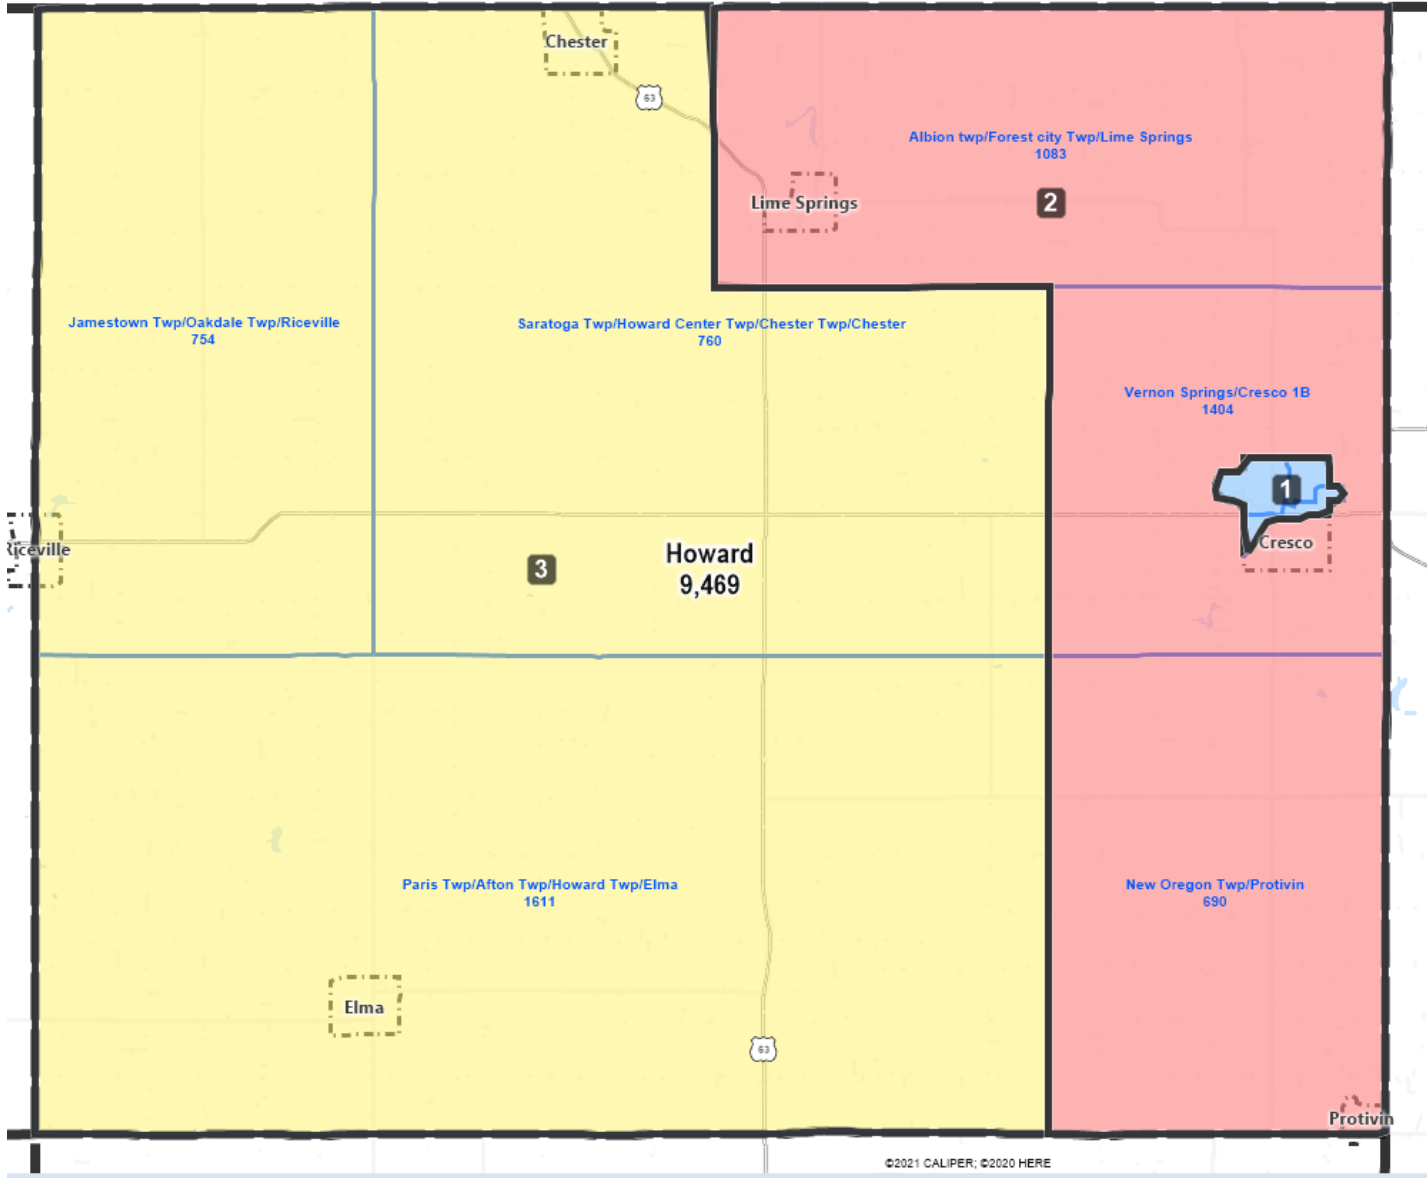 Chester
63
Albion twp/Forest city Twp/Lime Springs
1083
Lime Springs
2
Jamestown Twp/Oakdale Twp/Riceville
754
Saratoga Twp/Howard Center Twp/Chester Twp/Chester
760
Vernon Springs/Cresco 1B
1404
1
Riceville
Cresco
Howard
9,469
3
Paris Twp/Afton Twp/Howard Twp/Elma
1611
New Oregon Twp/Protivin
690
Elma
63
Protivin
©2021 CALIPER; ©2020 HERE